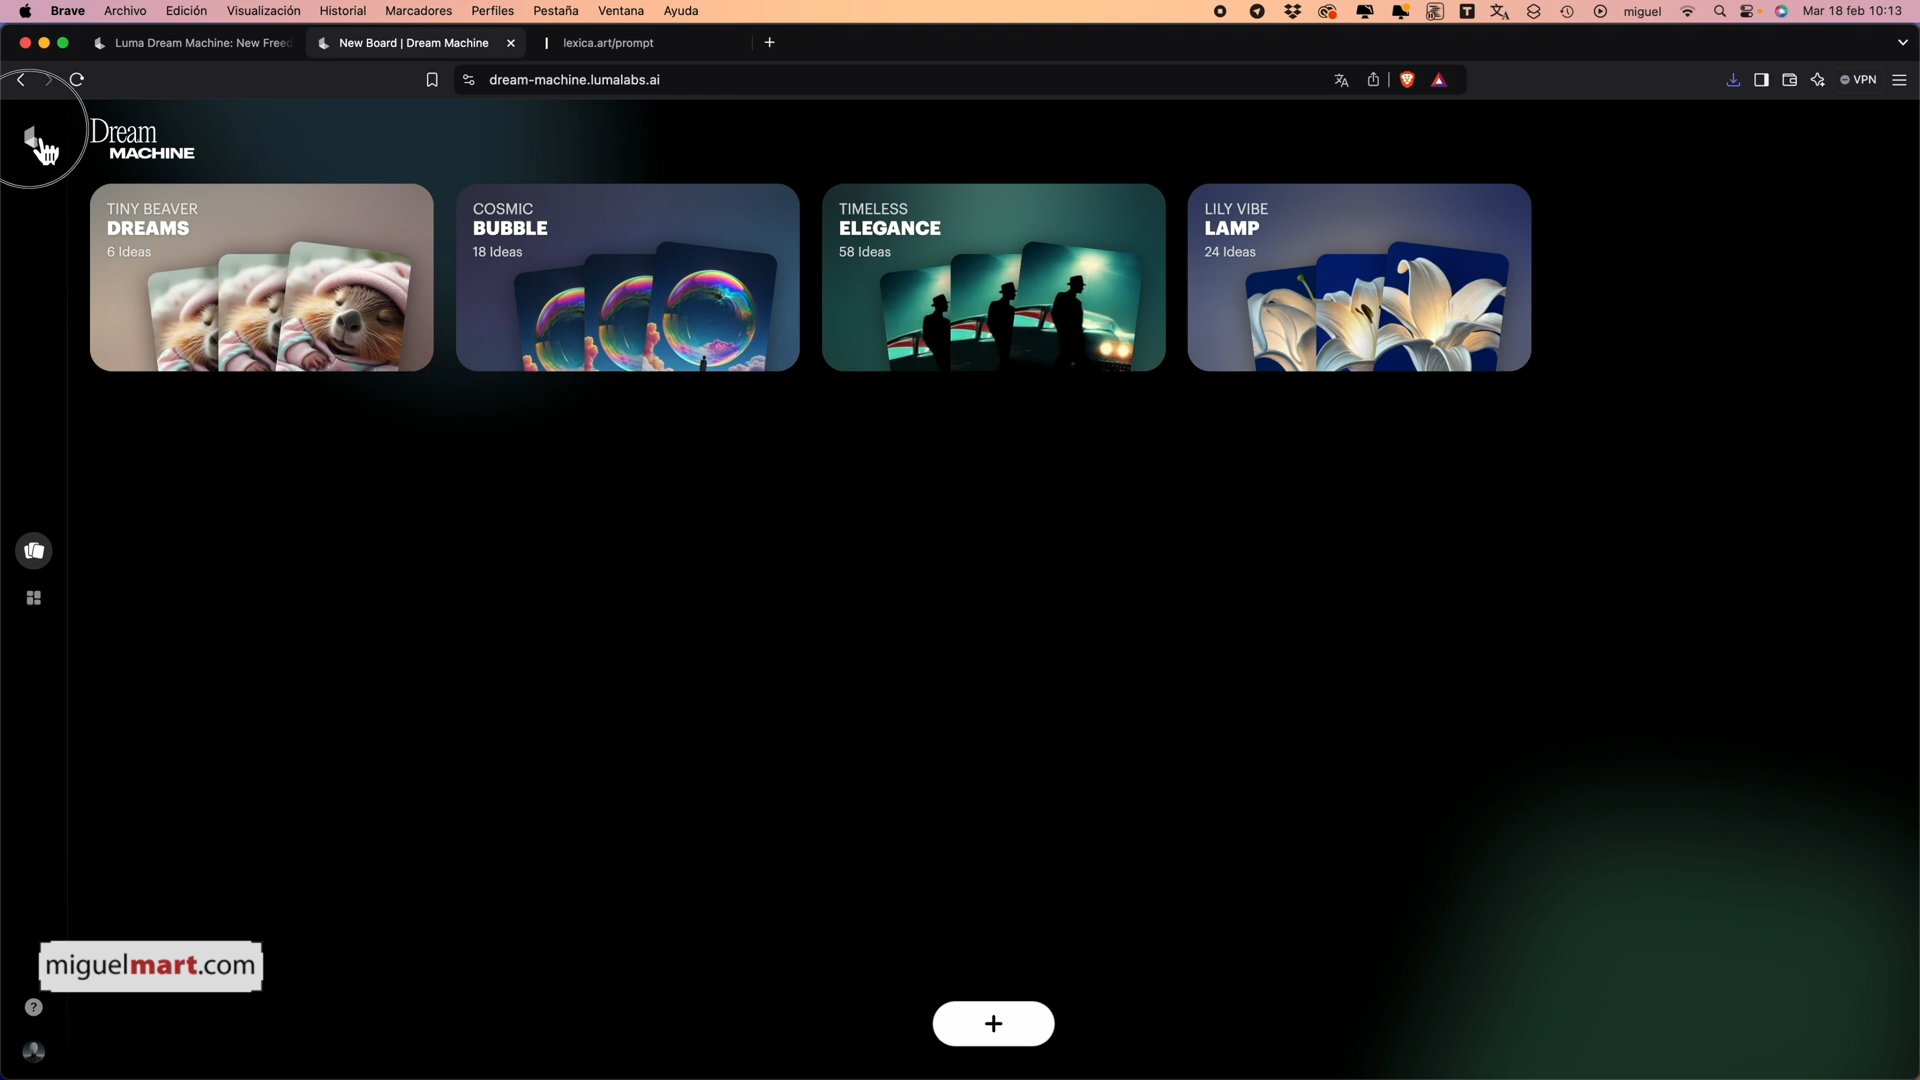 Brave Archivo Edición Visualización Historial Marcadores Perfiles Pestaña Ventana Ayuda miguel Mar 18 feb 10:13
Luma Dream Machine: New Freed New Board | Dream Machine lexica.art/prompt
dream-machine.lumalabs.ai VPN
Dream
MACHINE
TINY BEAVER
DREAMS
6 Ideas
COSMIC
BUBBLE
18 Ideas
TIMELESS
ELEGANCE
58 Ideas
LILY VIBE
LAMP
24 Ideas
miguelmart.com